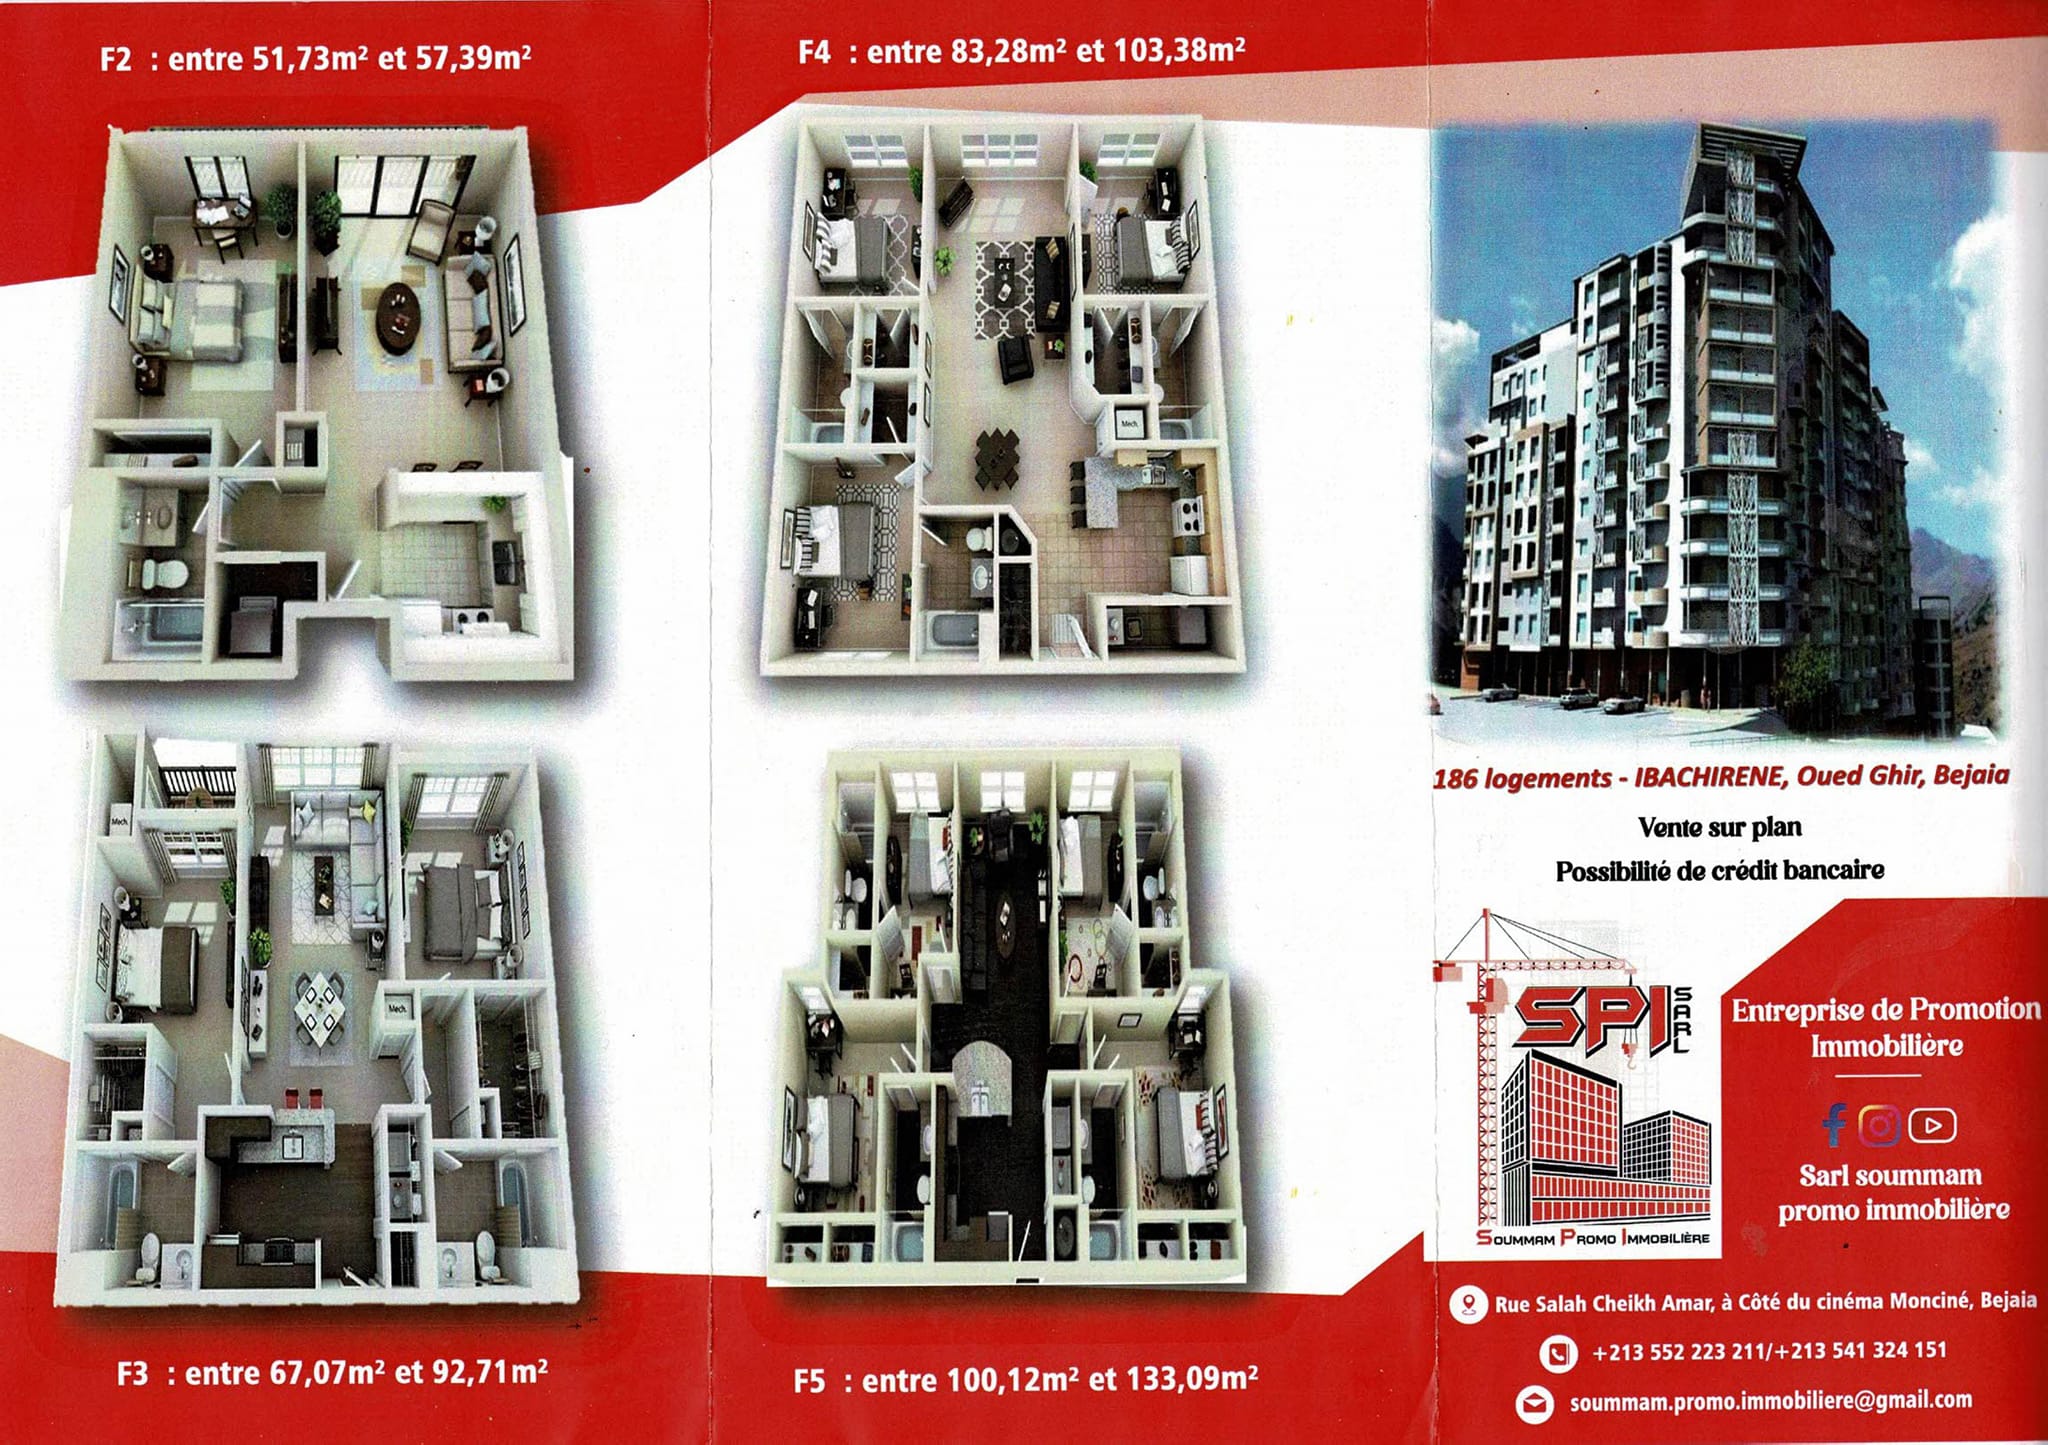 F2 : entre 51,73m² et 57,39m²
F4 : entre 83,28m² et 103,38m²
Mech.
Mech.
Mech.
F3 : entre 67,07m² et 92,71m²
F5 : entre 100,12m² et 133,09m²
186 logements - IBACHIRENE, Oued Ghir, Bejaia
Vente sur plan
Possibilité de crédit bancaire
SPI SARL
SOUMMAM PROMO IMMOBILIÈRE
Entreprise de Promotion
Immobilière
Sarl soummam
promo immobilière
Rue Salah Cheikh Amar, à Côté du cinéma Monciné, Bejaia
+213 552 223 211/+213 541 324 151
soummam.promo.immobiliere@gmail.com